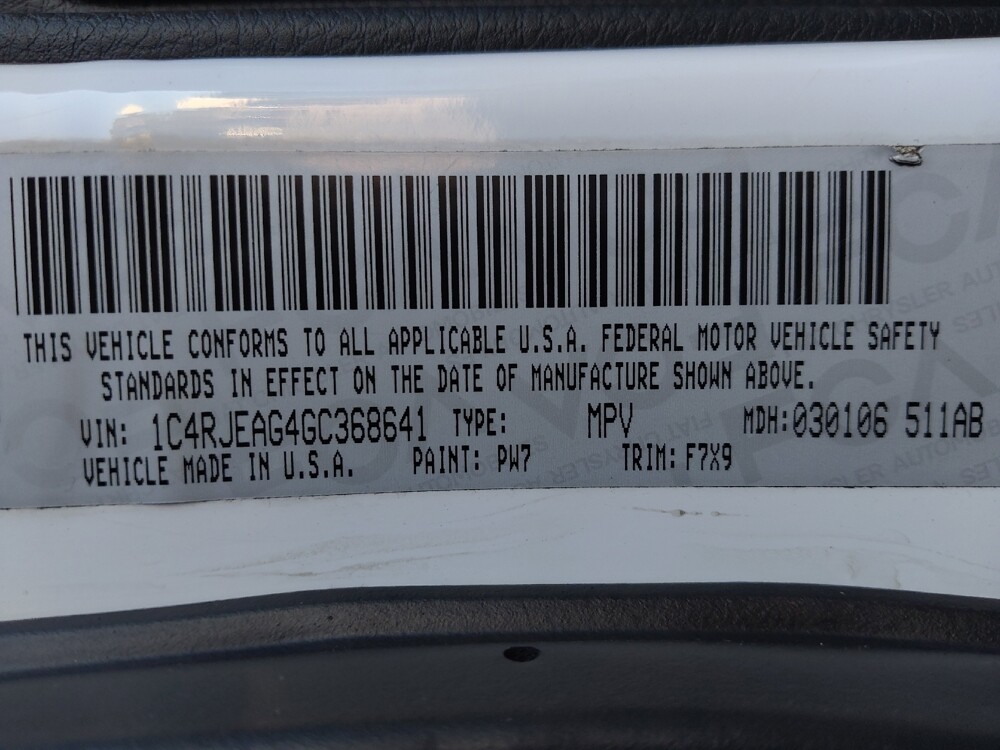 THIS VEHICLE CONFORMS TO ALL APPLICABLE U.S.A. FEDERAL MOTOR VEHICLE SAFETY
STANDARDS IN EFFECT ON THE DATE OF MANUFACTURE SHOWN ABOVE.
VIN: 1C4RJEAG4GC368641 TYPE: MPV MDH:030106 511AB
VEHICLE MADE IN U.S.A. PAINT: PW7 TRIM: F7X9